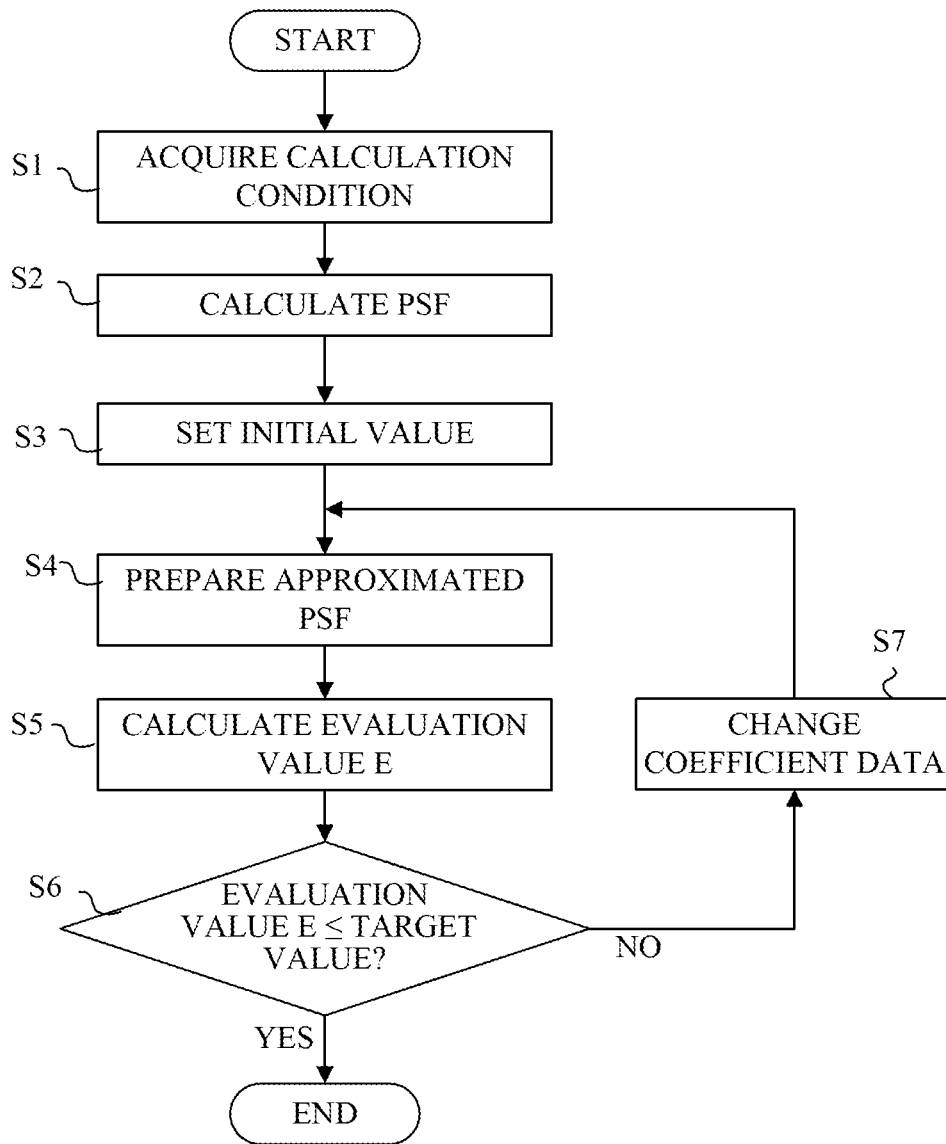 START
S1
ACQUIRE CALCULATION
CONDITION
S2
CALCULATE PSF
S3
SET INITIAL VALUE
S4
PREPARE APPROXIMATED
PSF
S5
CALCULATE EVALUATION
VALUE E
S7
CHANGE
COEFFICIENT DATA
S6
EVALUATION
VALUE E ≤ TARGET
VALUE?
NO
YES
END